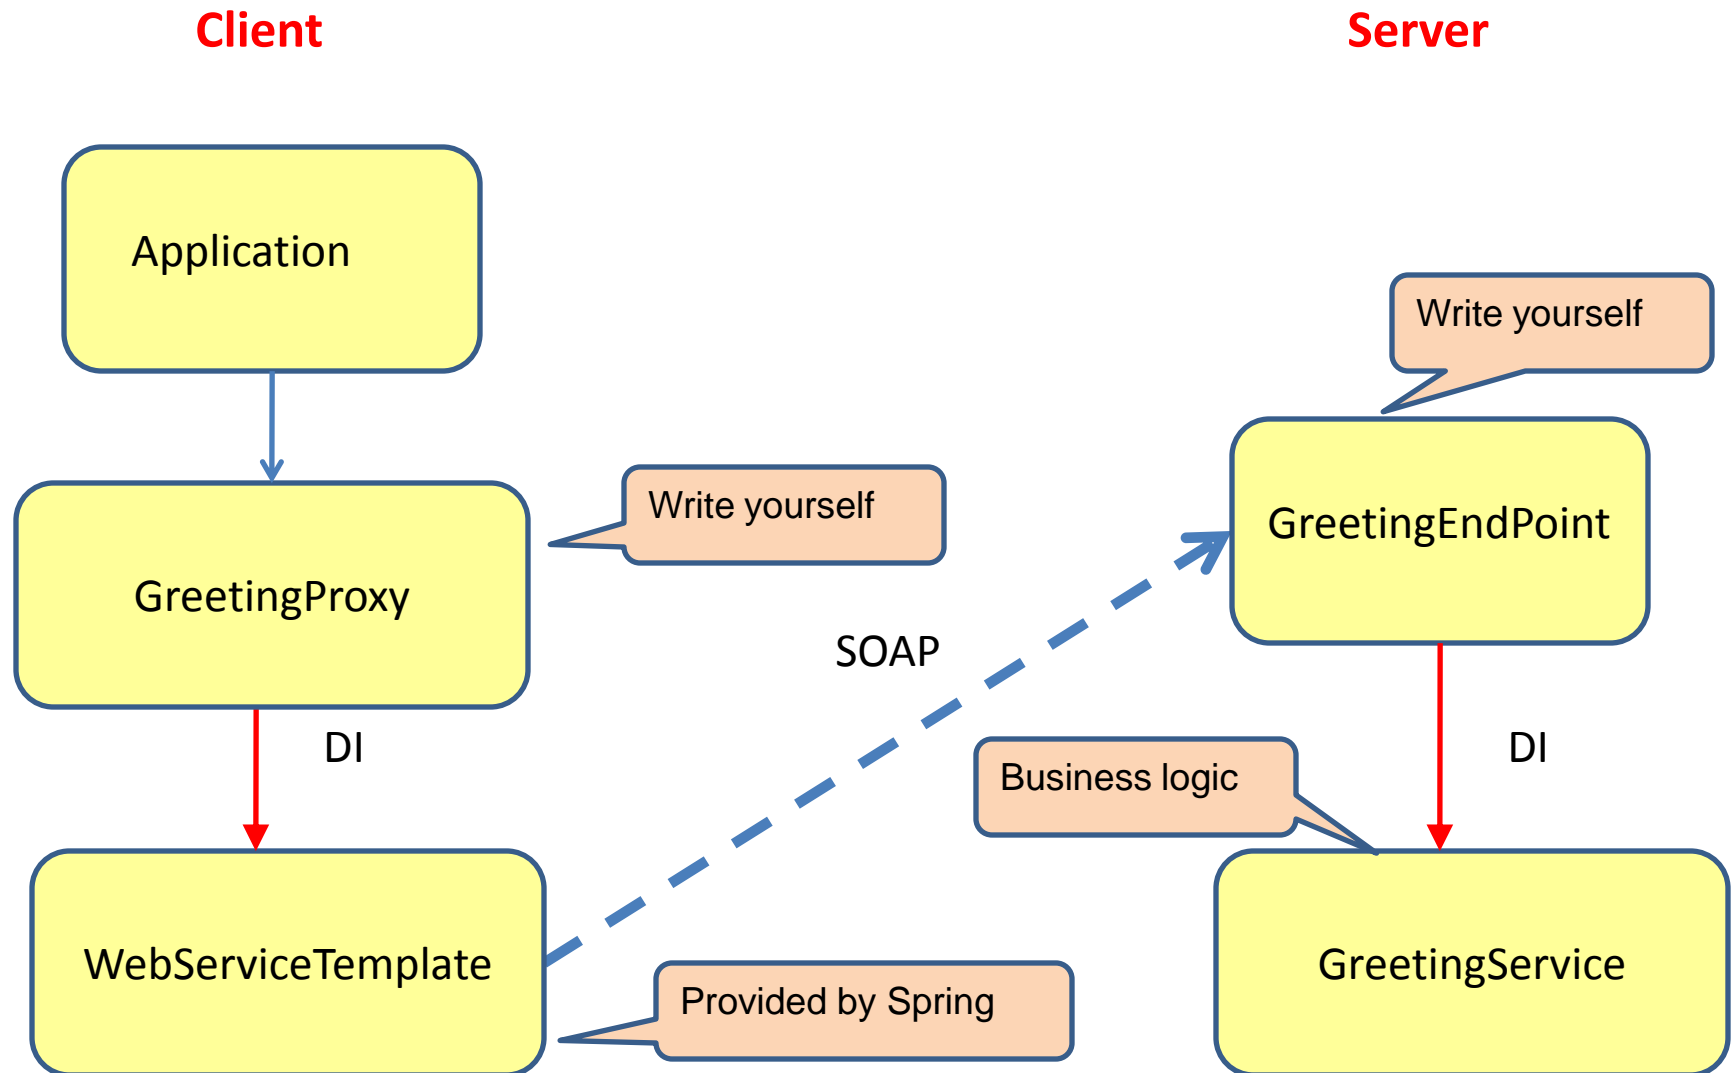 Client
Server
Application
Write yourself
Write yourself
GreetingEndPoint
GreetingProxy
SOAP
DI
DI
Business logic
WebServiceTemplate
GreetingService
Provided by Spring